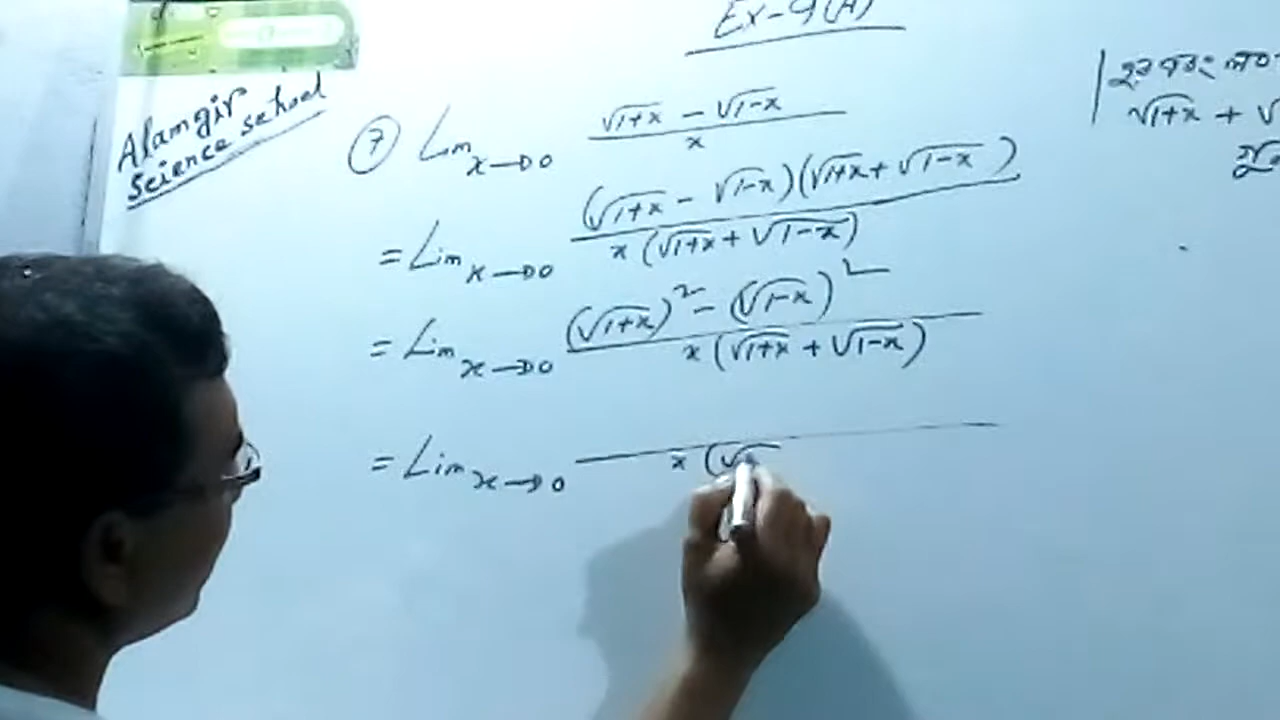 Ex-9(A)
Alamgir
Science school
7 Lim x→0 (√1+x − √1−x) / x
= Lim x→0 (√1+x − √1−x)(√1+x + √1−x) / x(√1+x + √1−x)
= Lim x→0 (√1+x)² − (√1−x)² / x(√1+x + √1−x)
= Lim x→0 / x(√
√1+x + √